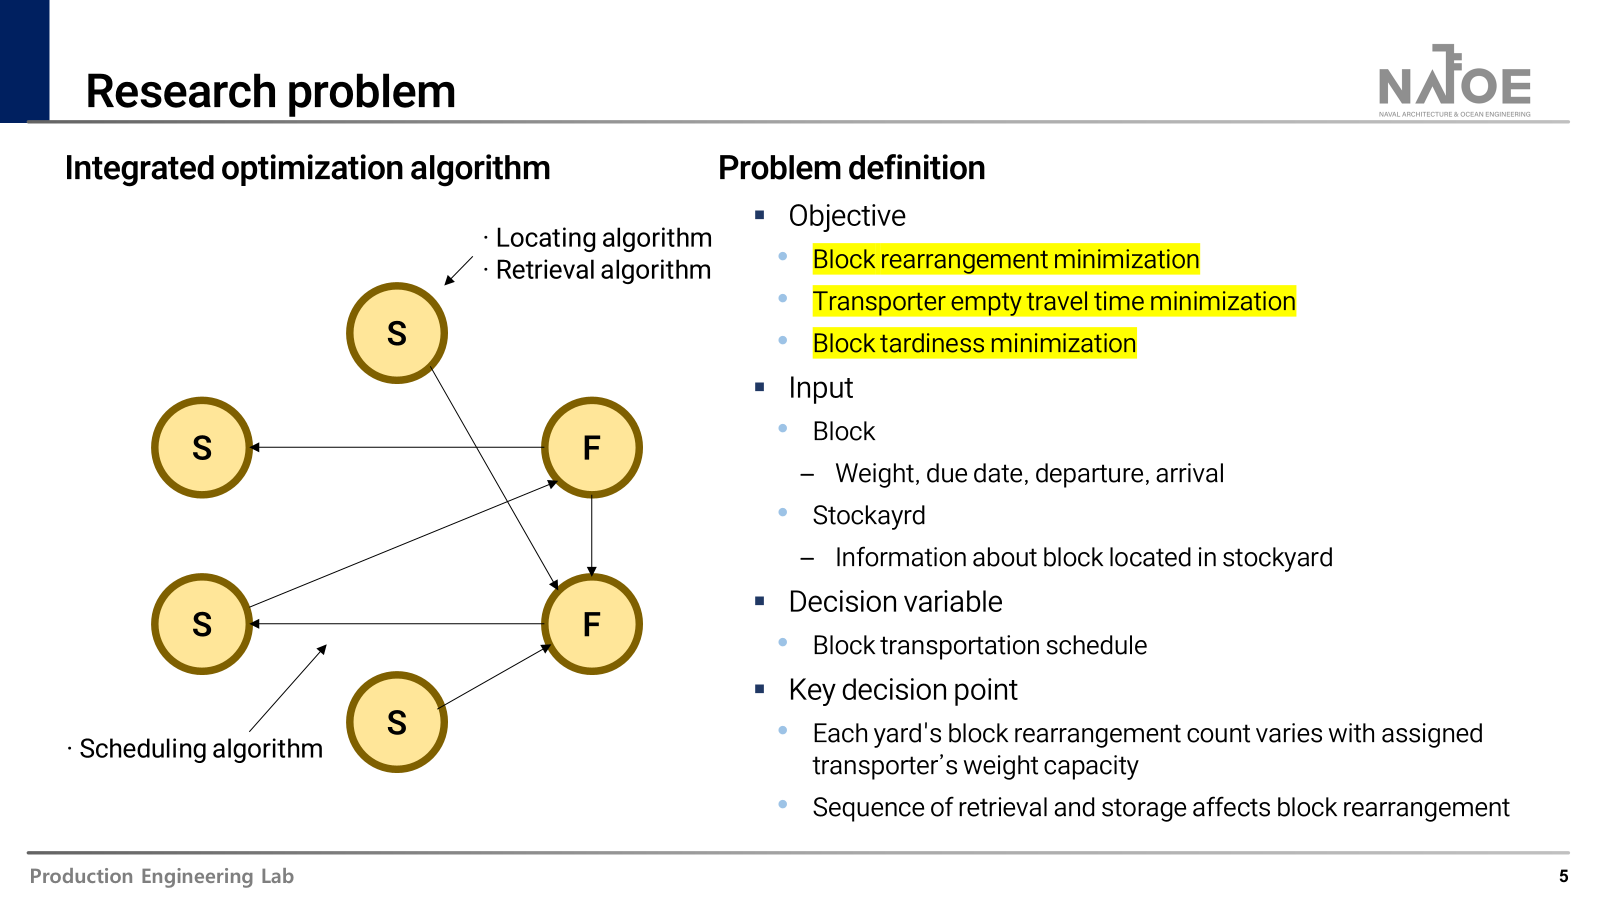 Research problem
NATOE
NAVAL ARCHITECTURE & OCEAN ENGINEERING
Integrated optimization algorithm
· Locating algorithm
· Retrieval algorithm
S
S
F
S
F
S
· Scheduling algorithm
Problem definition
▪ Objective
• Block rearrangement minimization
• Transporter empty travel time minimization
• Block tardiness minimization
▪ Input
• Block
– Weight, due date, departure, arrival
• Stockayrd
– Information about block located in stockyard
▪ Decision variable
• Block transportation schedule
▪ Key decision point
• Each yard's block rearrangement count varies with assigned
transporter’s weight capacity
• Sequence of retrieval and storage affects block rearrangement
Production Engineering Lab
5